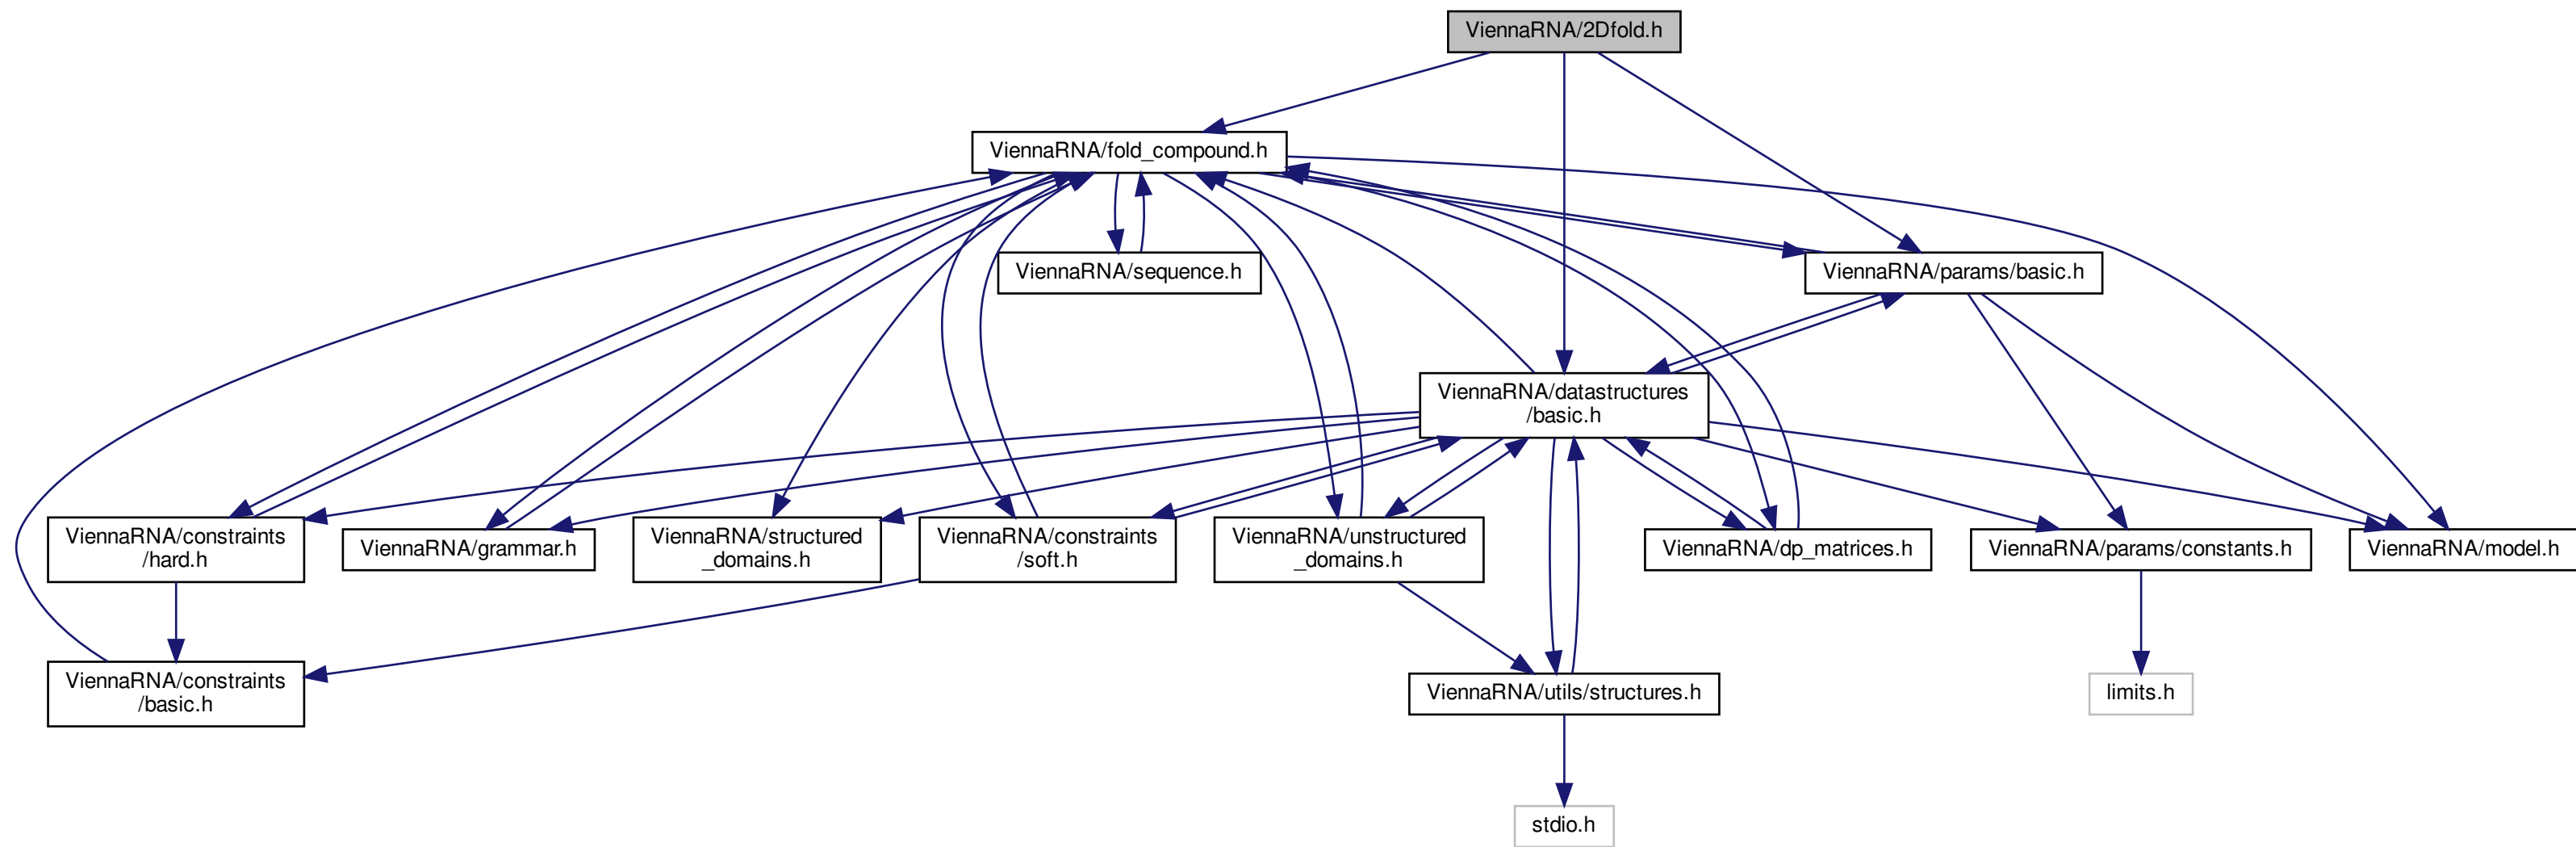 ViennaRNA/2Dfold.h
ViennaRNA/fold_compound.h
ViennaRNA/sequence.h
ViennaRNA/params/basic.h
ViennaRNA/datastructures
/basic.h
ViennaRNA/constraints
/hard.h
ViennaRNA/grammar.h
ViennaRNA/structured
_domains.h
ViennaRNA/constraints
/soft.h
ViennaRNA/unstructured
_domains.h
ViennaRNA/dp_matrices.h
ViennaRNA/params/constants.h
ViennaRNA/model.h
ViennaRNA/constraints
/basic.h
ViennaRNA/utils/structures.h
limits.h
stdio.h